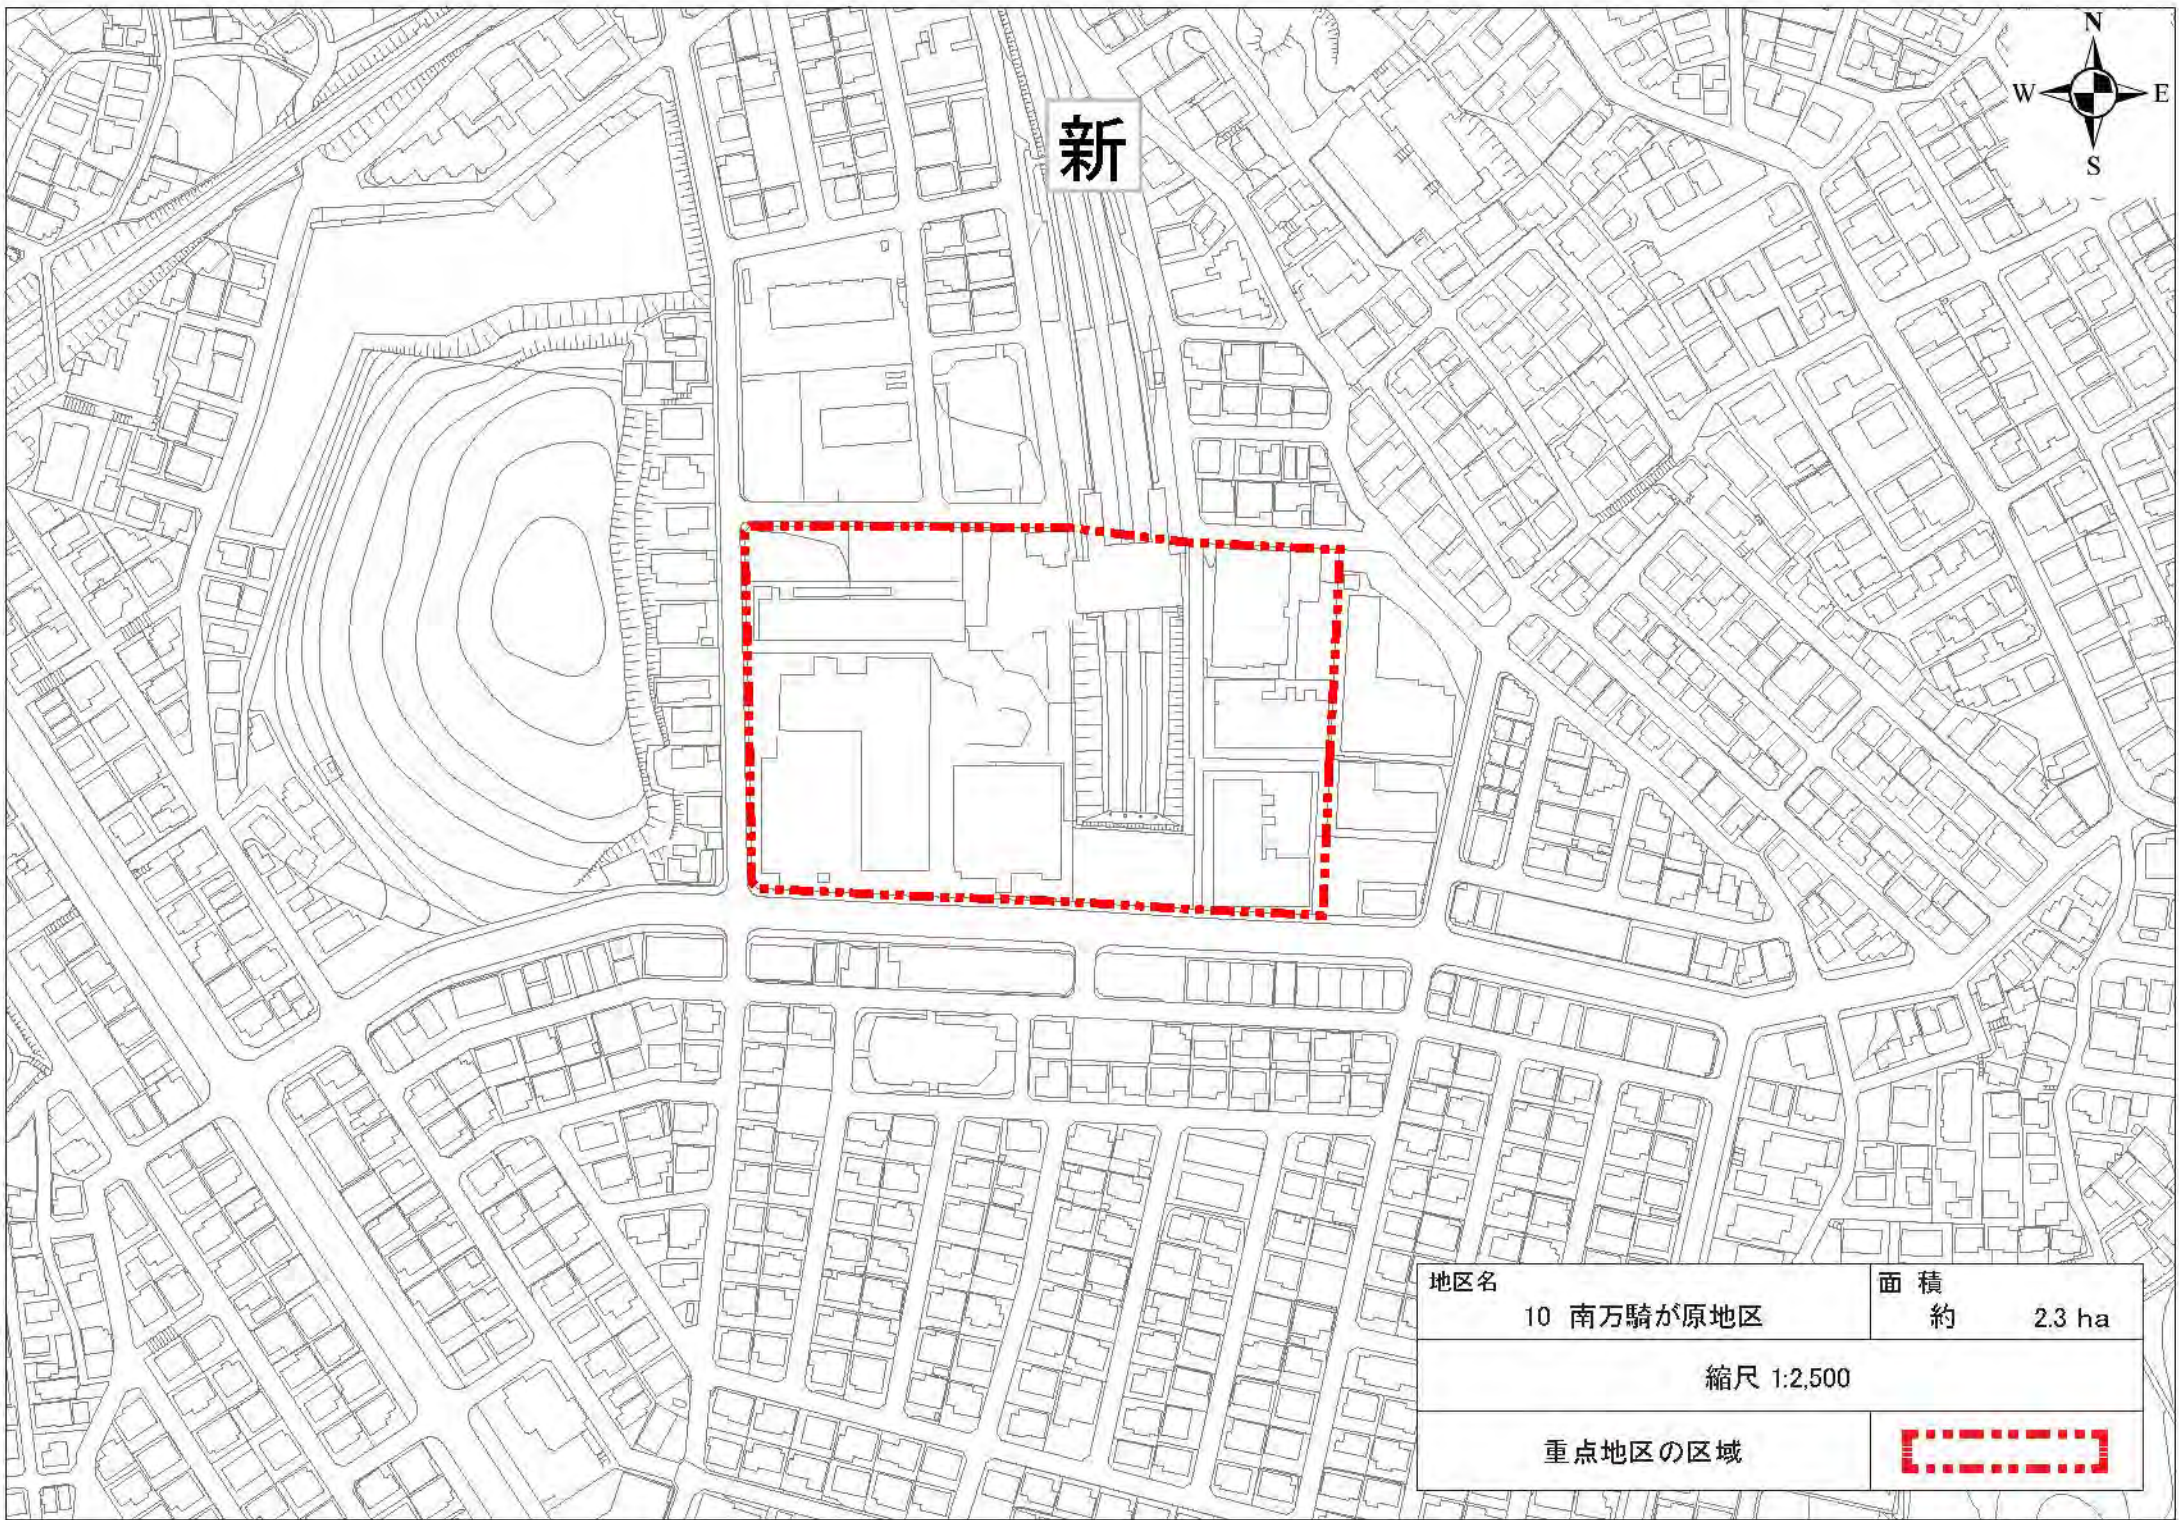 新
N
W E
S
地区名
10 南万騎が原地区
面 積
約 2.3 ha
縮尺 1:2,500
重点地区の区域